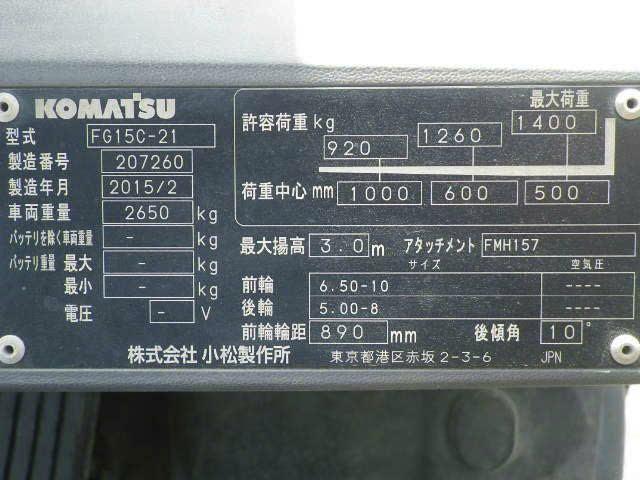 KOMATSU
型式 FG15C-21
製造番号 207260
製造年月 2015/2
車両重量 2650 kg
バッテリを除く車両重量 - kg
バッテリ重量 最大 - kg
最小 - kg
電圧 - V
最大荷重
許容荷重 kg 920 1260 1400
荷重中心 mm 1000 600 500
最大揚高 3.0 m アタッチメント FMH157
サイズ 空気圧
前輪 6.50-10 ----
後輪 5.00-8 ----
前輪輪距 890 mm 後傾角 10°
株式会社 小松製作所 東京都港区赤坂 2-3-6 JPN